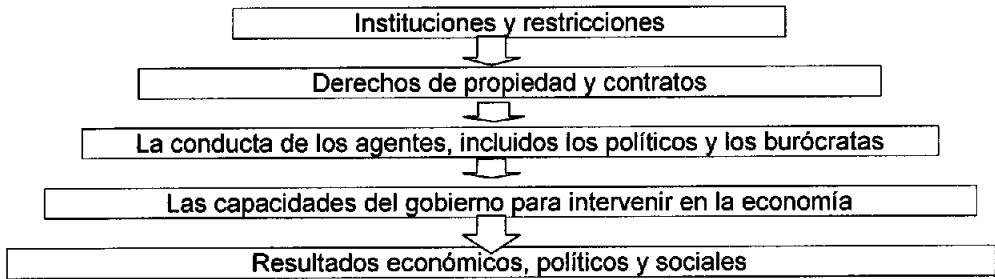 Instituciones y restricciones
Derechos de propiedad y contratos
La conducta de los agentes, incluidos los políticos y los burócratas
Las capacidades del gobierno para intervenir en la economía
Resultados económicos, políticos y sociales